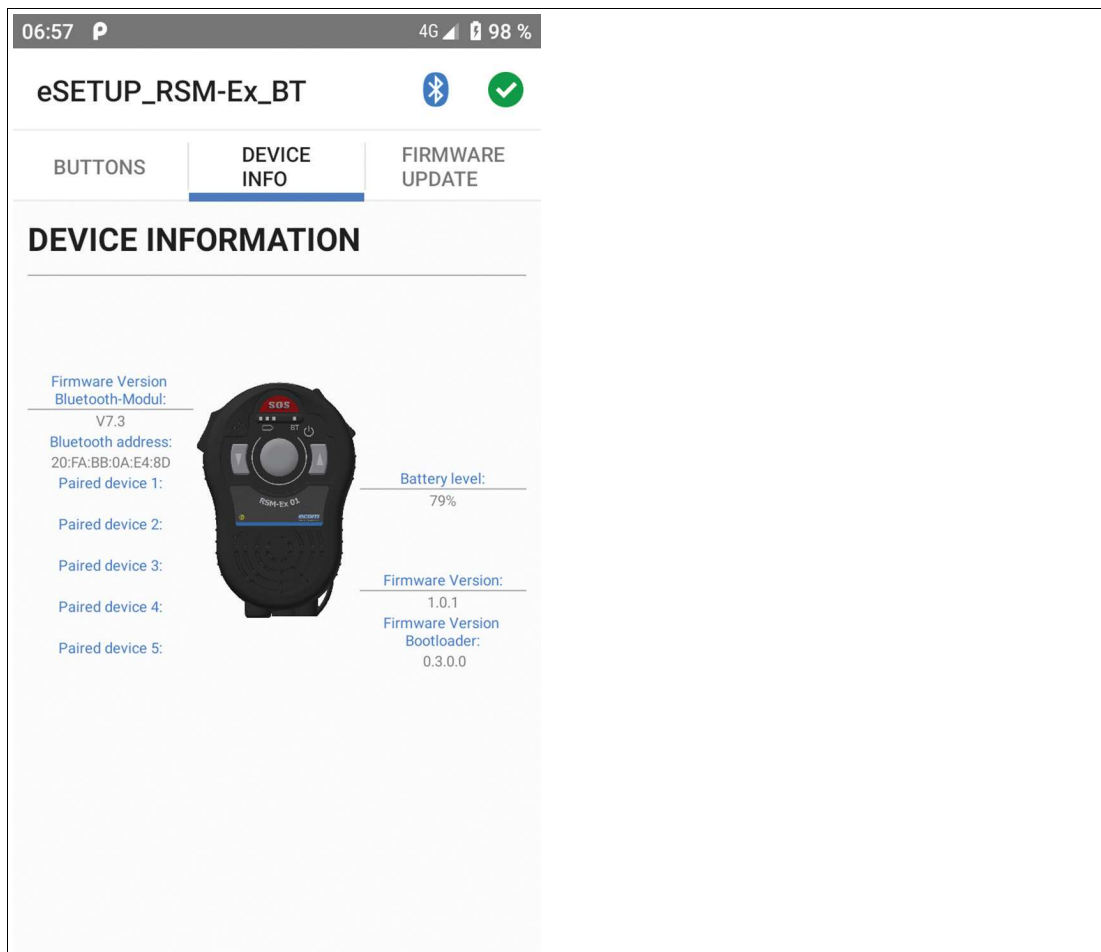 06:57
4G 98 %
eSETUP_RSM-Ex_BT
BUTTONS
DEVICE
INFO
FIRMWARE
UPDATE
DEVICE INFORMATION
Firmware Version
Bluetooth-Modul:
V7.3
Bluetooth address:
20:FA:BB:0A:E4:8D
Paired device 1:
Paired device 2:
Paired device 3:
Paired device 4:
Paired device 5:
SOS
BT
RSM-Ex 01
ecom
Battery level:
79%
Firmware Version:
1.0.1
Firmware Version
Bootloader:
0.3.0.0